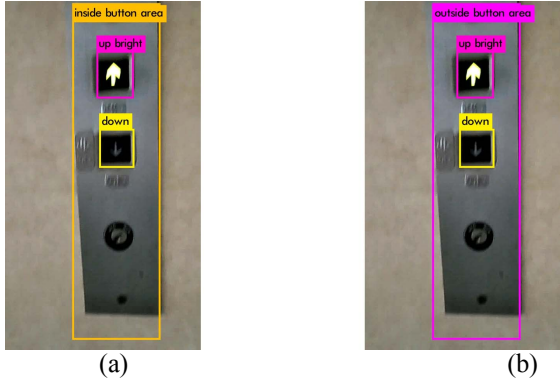 inside button area
up bright
down
(a)
outside button area
up bright
down
(b)